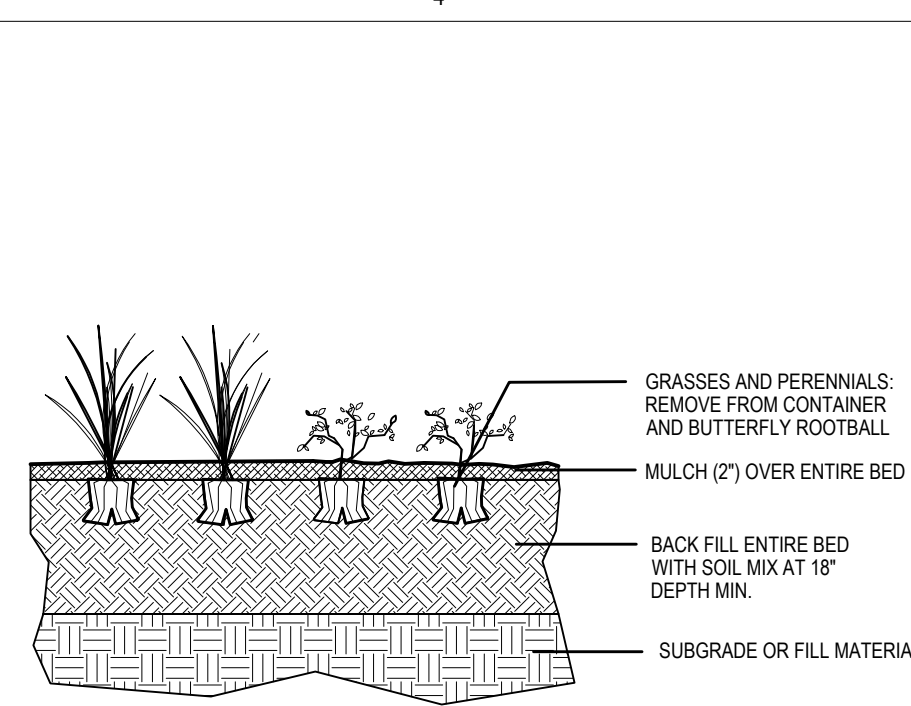 GRASSES AND PERENNIALS:
REMOVE FROM CONTAINER
AND BUTTERFLY ROOTBALL
MULCH (2") OVER ENTIRE BED
BACK FILL ENTIRE BED
WITH SOIL MIX AT 18"
DEPTH MIN.
SUBGRADE OR FILL MATERIA